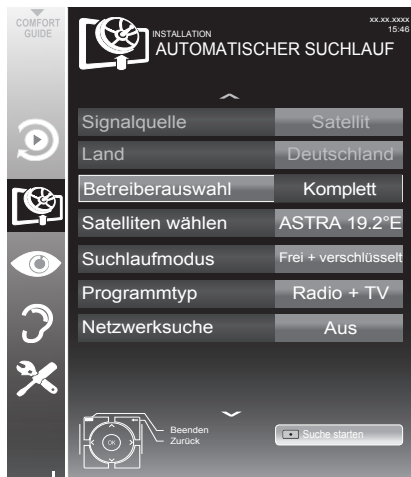 COMFORT
GUIDE
INSTALLATION
AUTOMATISCHER SUCHLAUF
xx.xx.xxxx
15:46
Signalquelle Satellit
Land Deutschland
Betreiberauswahl Komplett
Satelliten wählen ASTRA 19.2°E
Suchlaufmodus Frei + verschlüsselt
Programmtyp Radio + TV
Netzwerksuche Aus
OK
Beenden
Zurück
Suche starten